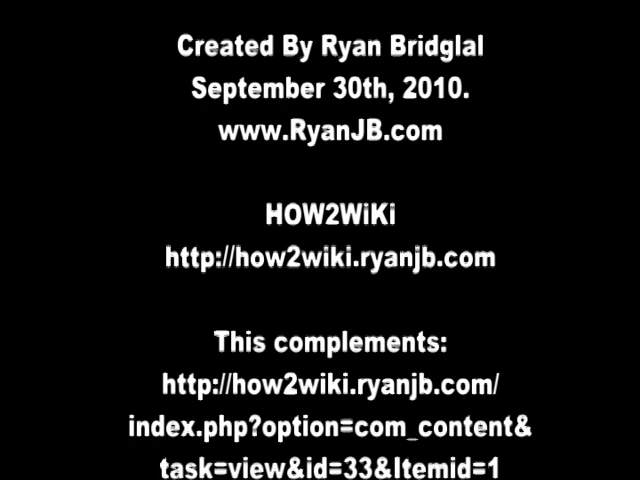 Created By Ryan Bridglal
September 30th, 2010.
www.RyanJB.com
HOW2WiKi
http://how2wiki.ryanjb.com
This complements:
http://how2wiki.ryanjb.com/
index.php?option=com_content&
task=view&id=33&Itemid=1